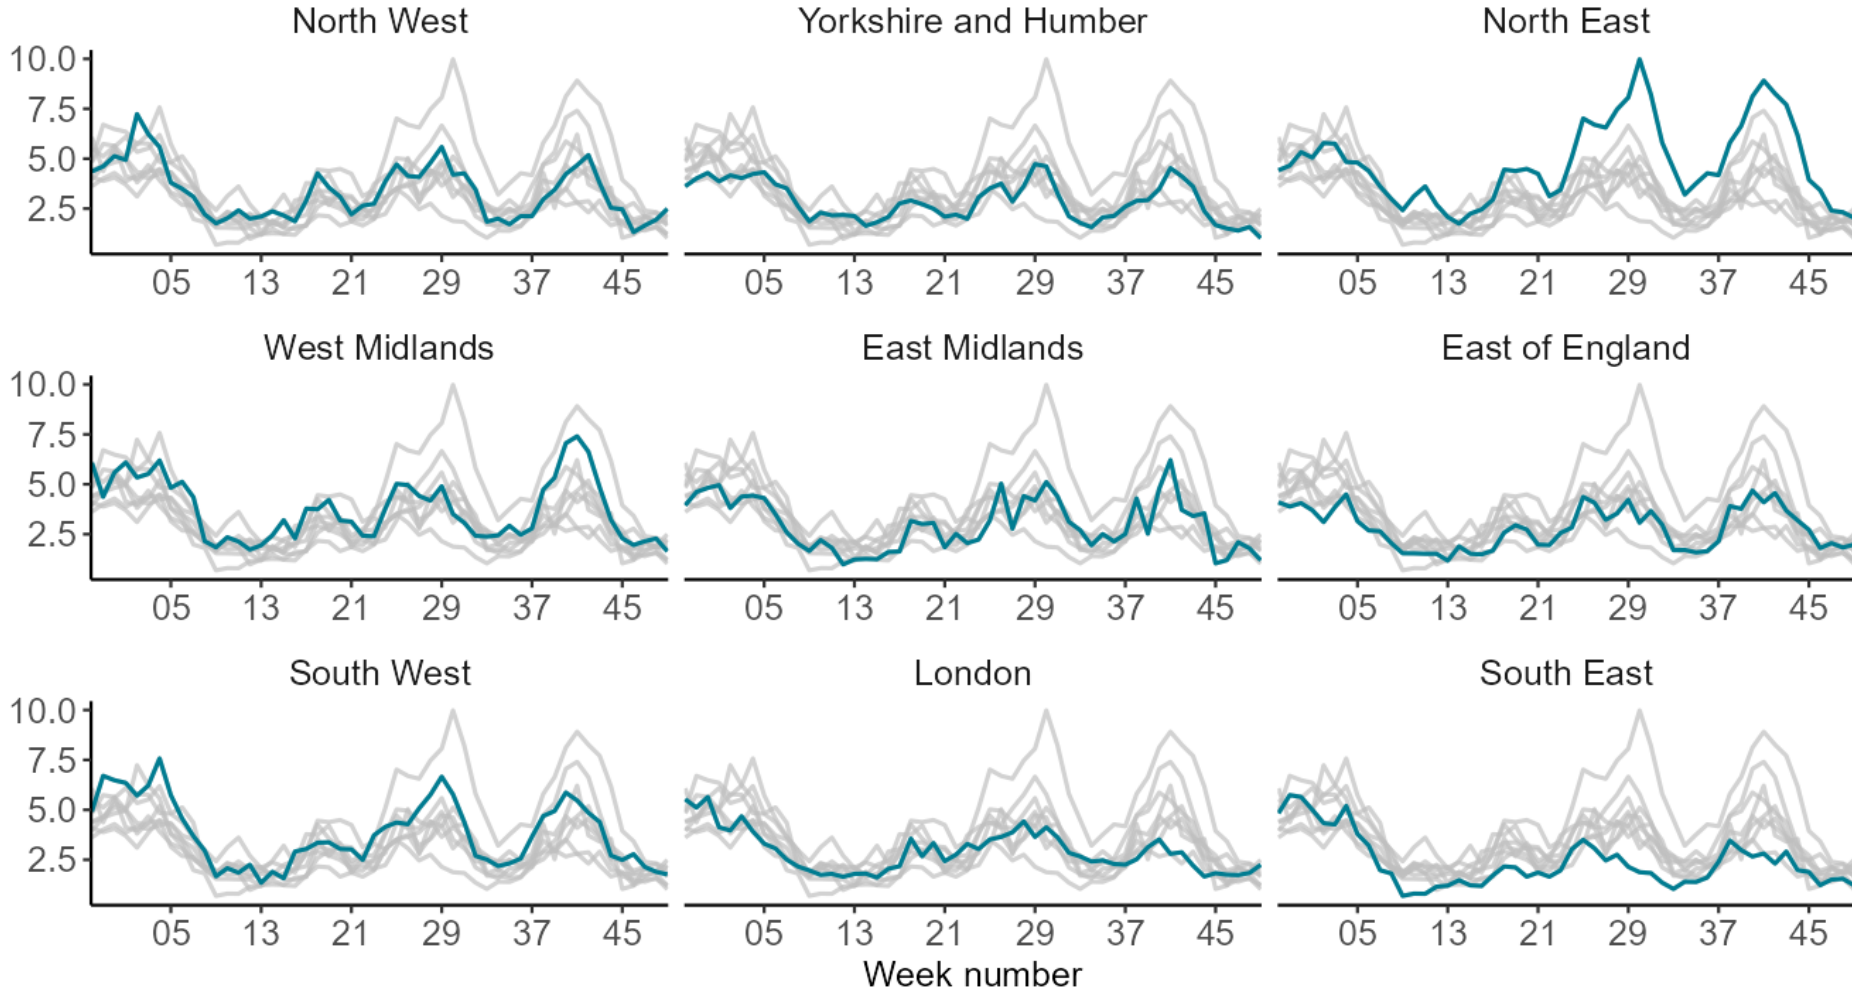 North West Yorkshire and Humber North East
10.0
7.5
5.0
2.5
05 13 21 29 37 45 05 13 21 29 37 45 05 13 21 29 37 45
West Midlands East Midlands East of England
10.0
7.5
5.0
2.5
05 13 21 29 37 45 05 13 21 29 37 45 05 13 21 29 37 45
South West London South East
10.0
7.5
5.0
2.5
05 13 21 29 37 45 05 13 21 29 37 45 05 13 21 29 37 45
Week number